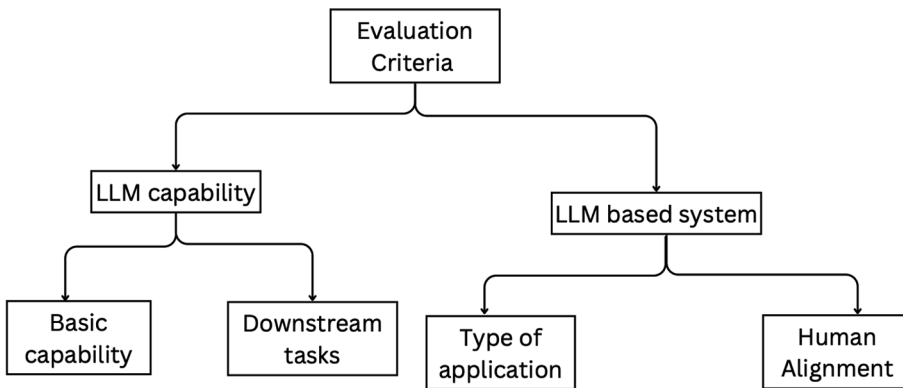 Evaluation
Criteria
LLM capability
LLM based system
Basic
capability
Downstream
tasks
Type of
application
Human
Alignment